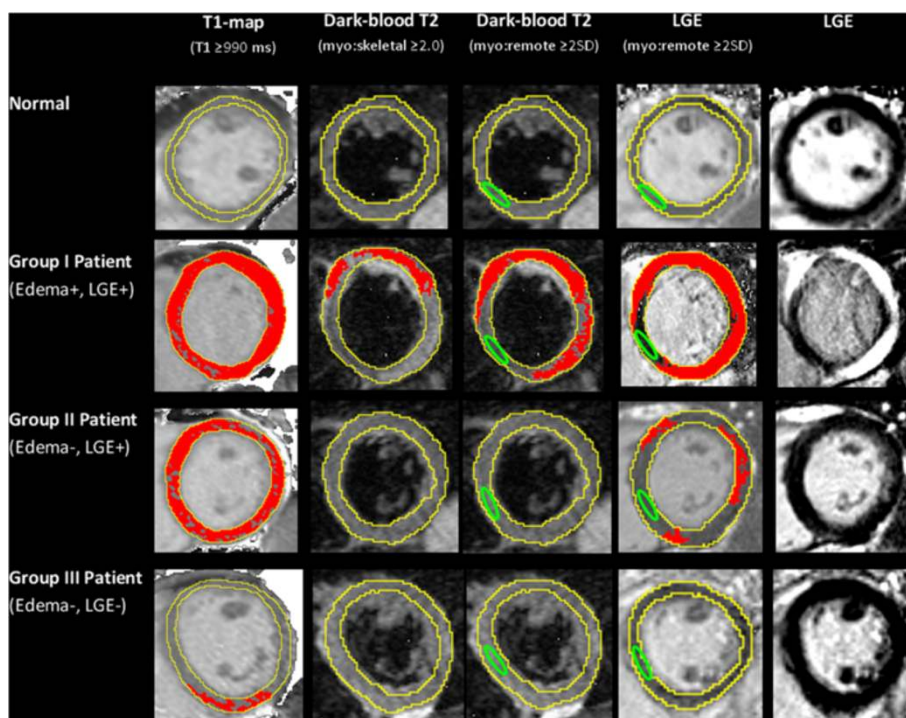 T1-map
(T1 ≥990 ms)
Dark-blood T2
(myo:skeletal ≥2.0)
Dark-blood T2
(myo:remote ≥2SD)
LGE
(myo:remote ≥2SD)
LGE
Normal
Group I Patient
(Edema+, LGE+)
Group II Patient
(Edema-, LGE+)
Group III Patient
(Edema-, LGE-)